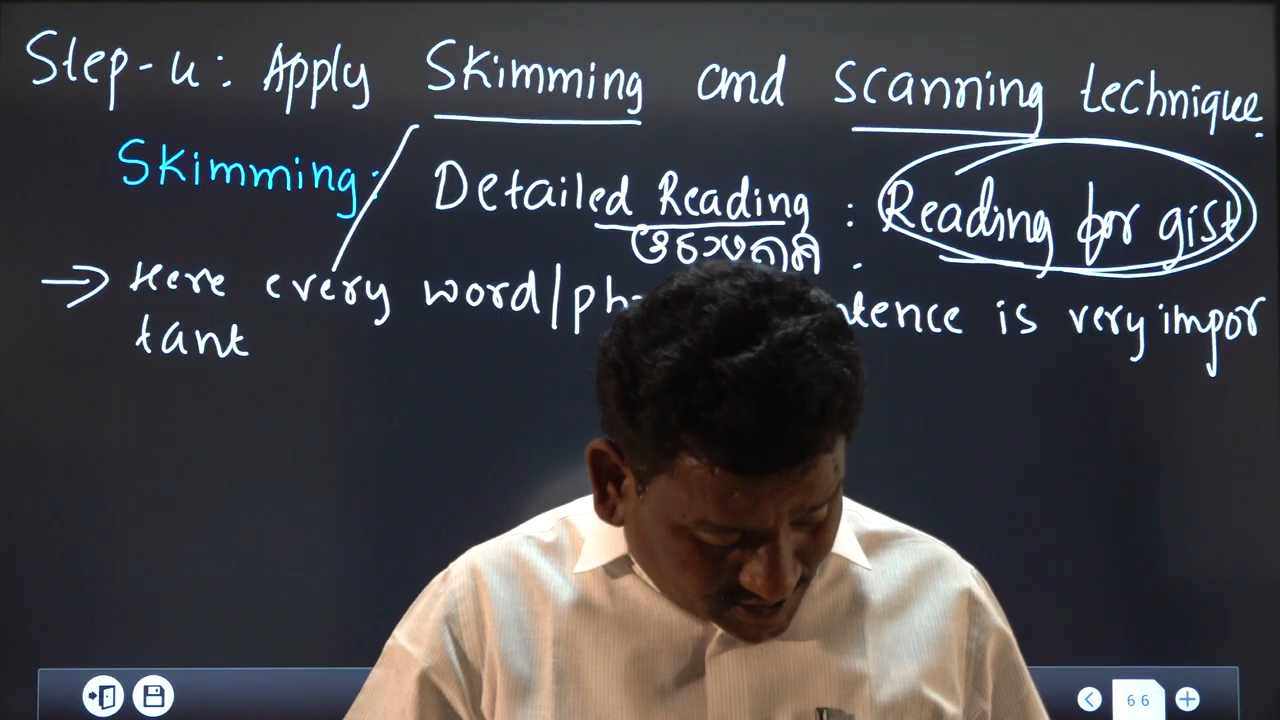 Step-4: Apply Skimming and Scanning technique.
Skimming: Detailed Reading : Reading for gist
→ Here every word/ is very impor
tant
66